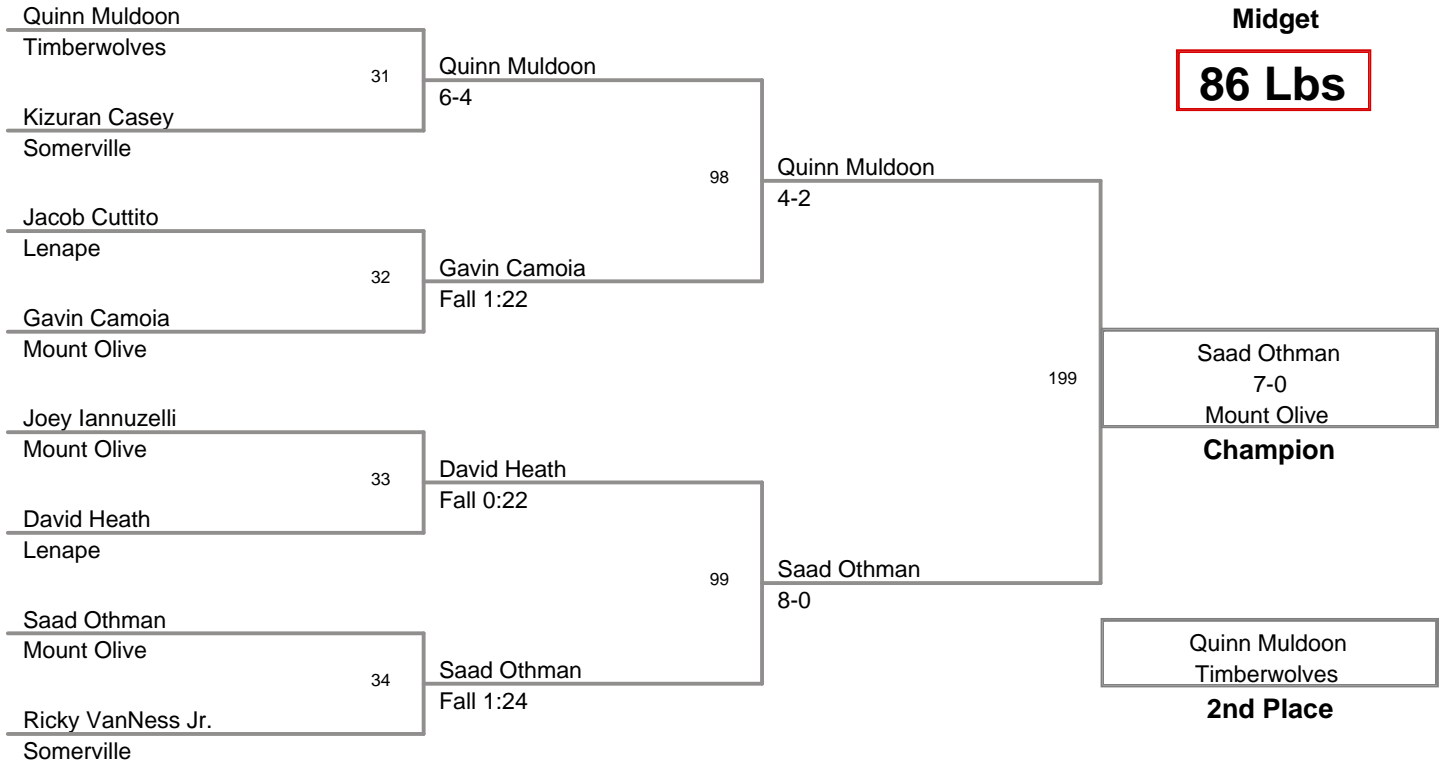 Quinn Muldoon
Timberwolves
31
Kizuran Casey
Somerville
Quinn Muldoon
6-4
Jacob Cuttito
Lenape
32
Gavin Camoia
Mount Olive
Gavin Camoia
Fall 1:22
98
Quinn Muldoon
4-2
Joey Iannuzelli
Mount Olive
33
David Heath
Lenape
David Heath
Fall 0:22
Saad Othman
Mount Olive
34
Ricky VanNess Jr.
Somerville
Saad Othman
Fall 1:24
99
Saad Othman
8-0
199
Midget
86 Lbs
Saad Othman
7-0
Mount Olive
Champion
Quinn Muldoon
Timberwolves
2nd Place